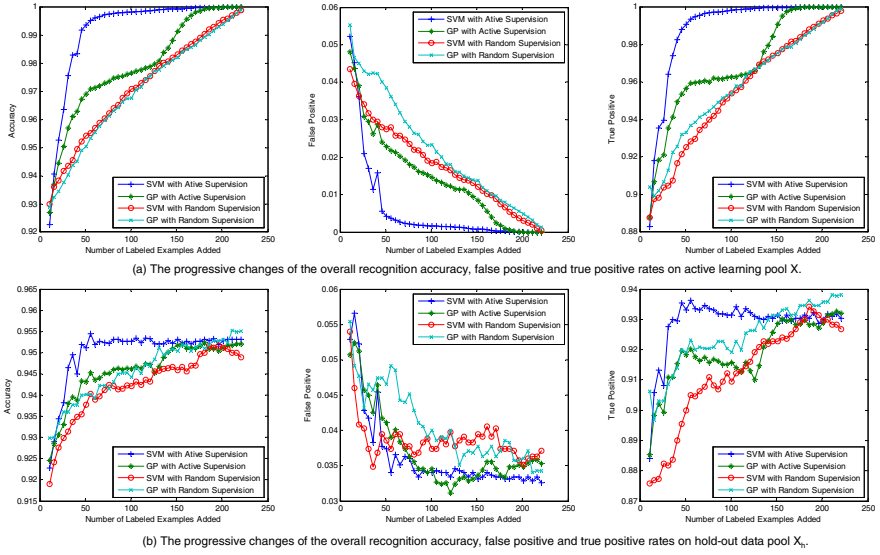 1
0.99
0.98
0.97
0.96
0.95
0.94
0.93
0.92
Accuracy
0 50 100 150 200 250
Number of Labeled Examples Added
SVM with Ative Supervision
GP with Active Supervision
SVM with Random Supervision
GP with Random Supervision
0.06
0.05
0.04
0.03
0.02
0.01
0
False Positive
0 50 100 150 200 250
Number of Labeled Examples Added
SVM with Ative Supervision
GP with Active Supervision
SVM with Random Supervision
GP with Random Supervision
1
0.98
0.96
0.94
0.92
0.9
0.88
True Positive
0 50 100 150 200 250
Number of Labeled Examples Added
SVM with Ative Supervision
GP with Active Supervision
SVM with Random Supervision
GP with Random Supervision
(a) The progressive changes of the overall recognition accuracy, false positive and true positive rates on active learning pool X.
0.965
0.96
0.955
0.95
0.945
0.94
0.935
0.93
0.925
0.92
0.915
Accuracy
0 50 100 150 200 250
Number of Labeled Examples Added
SVM with Ative Supervision
GP with Active Supervision
SVM with Random Supervision
GP with Random Supervision
0.06
0.055
0.05
0.045
0.04
0.035
0.03
False Positive
0 50 100 150 200 250
Number of Labeled Examples Added
SVM with Ative Supervision
GP with Active Supervision
SVM with Random Supervision
GP with Random Supervision
0.94
0.93
0.92
0.91
0.9
0.89
0.88
0.87
True Positive
0 50 100 150 200 250
Number of Labeled Examples Added
SVM with Ative Supervision
GP with Active Supervision
SVM with Random Supervision
GP with Random Supervision
(b) The progressive changes of the overall recognition accuracy, false positive and true positive rates on hold-out data pool Xh.